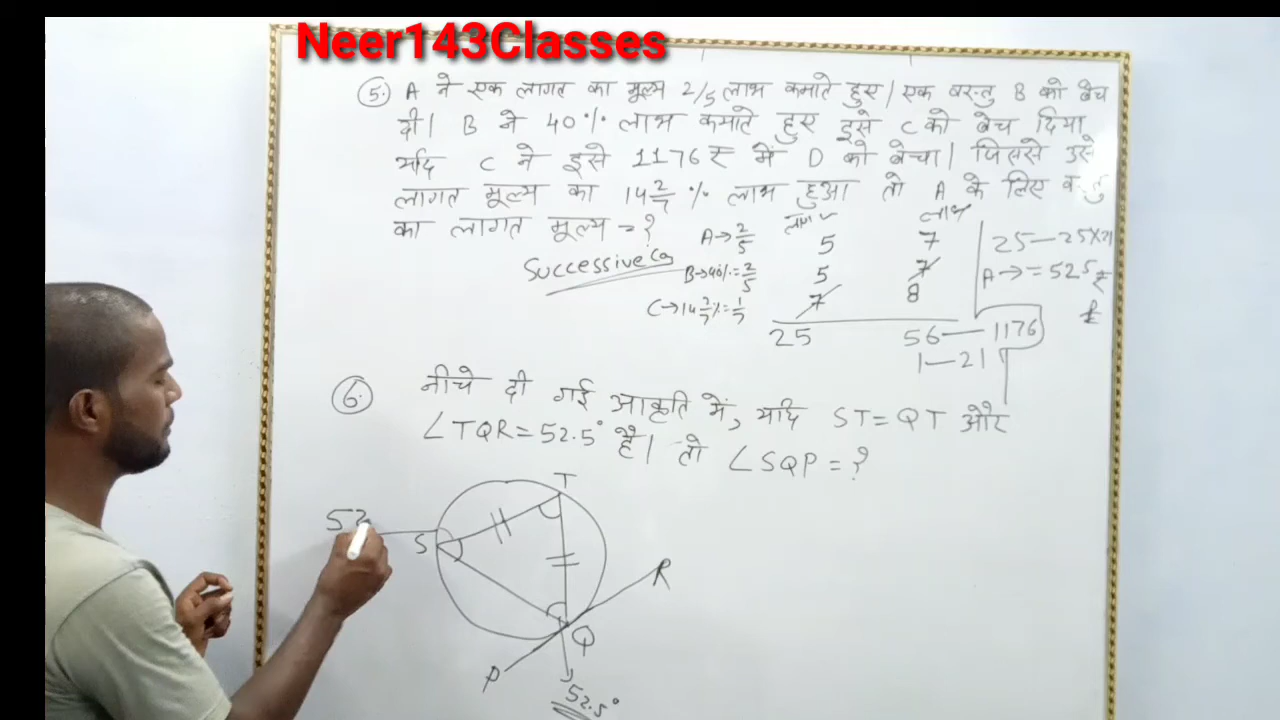 Neer143Classes
5. A ने एक लागत का मूल्य 2/5 लाभ कमाते हुए। एक वस्तु B को बेच
दी। B ने 40% लाभ कमाते हुए इसे C को बेच दिया
यदि C ने इसे 1176₹ में D को बेचा। जिससे उसे
लागत मूल्य का 14 2/7 % लाभ हुआ तो A के लिए वस्तु
का लागत मूल्य = ?
लाग० लाभ
A→2/5 5 7
B→40%=2/5 5 7
C→14 2/7%=1/7 7 8
25 56—1176
1—21
Successive
25—25×21
A→=525₹
6. नीचे दी गई आकृति में, यदि ST=QT और
∠TQR=52.5° है। तो ∠SQP=?
T
52
S
R
Q
P
52.5°